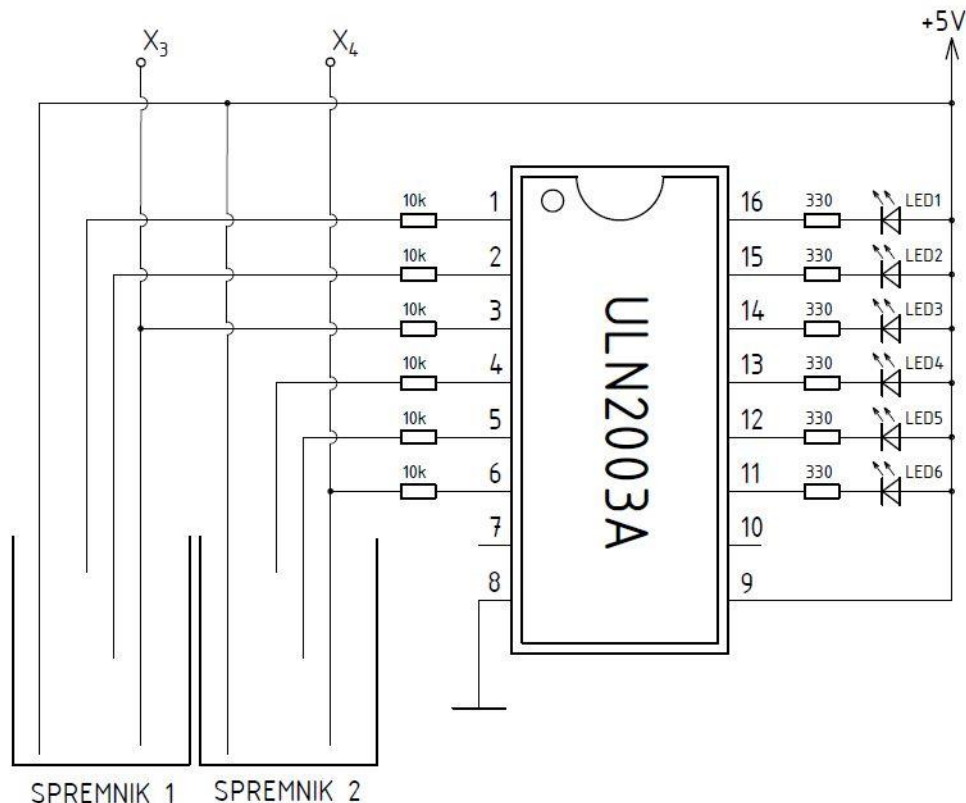 +5V
X3 X4
10k 1 16 330 LED1
10k 2 15 330 LED2
10k 3 14 330 LED3
10k 4 13 330 LED4
10k 5 12 330 LED5
10k 6 11 330 LED6
7 10
8 9
ULN2003A
SPREMNIK 1 SPREMNIK 2